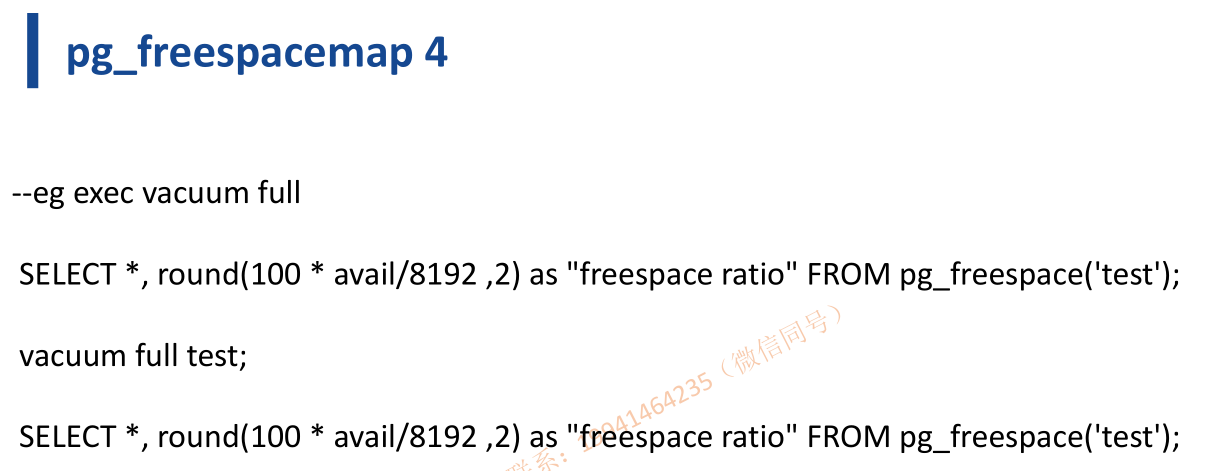 pg_freespacemap 4
--eg exec vacuum full
SELECT *, round(100 * avail/8192 ,2) as "freespace ratio" FROM pg_freespace('test');
vacuum full test;
SELECT *, round(100 * avail/8192 ,2) as "freespace ratio" FROM pg_freespace('test');
联系：18041464235（微信同号）